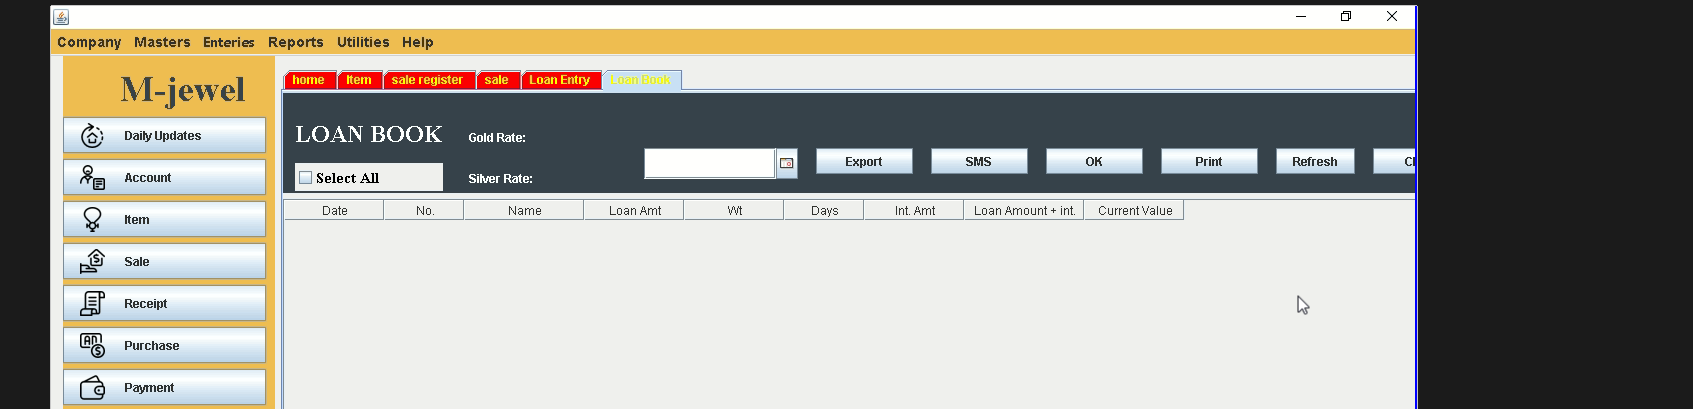 Company Masters Enteries Reports Utilities Help
M-jewel
home Item sale register sale Loan Entry Loan Book
LOAN BOOK Gold Rate:
Export SMS OK Print Refresh
Select All Silver Rate:
Date No. Name Loan Amt Wt Days Int. Amt Loan Amount + int. Current Value
Daily Updates
Account
Item
Sale
Receipt
Purchase
Payment